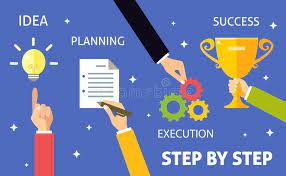 IDEA
PLANNING
SUCCESS
EXECUTION
STEP BY STEP